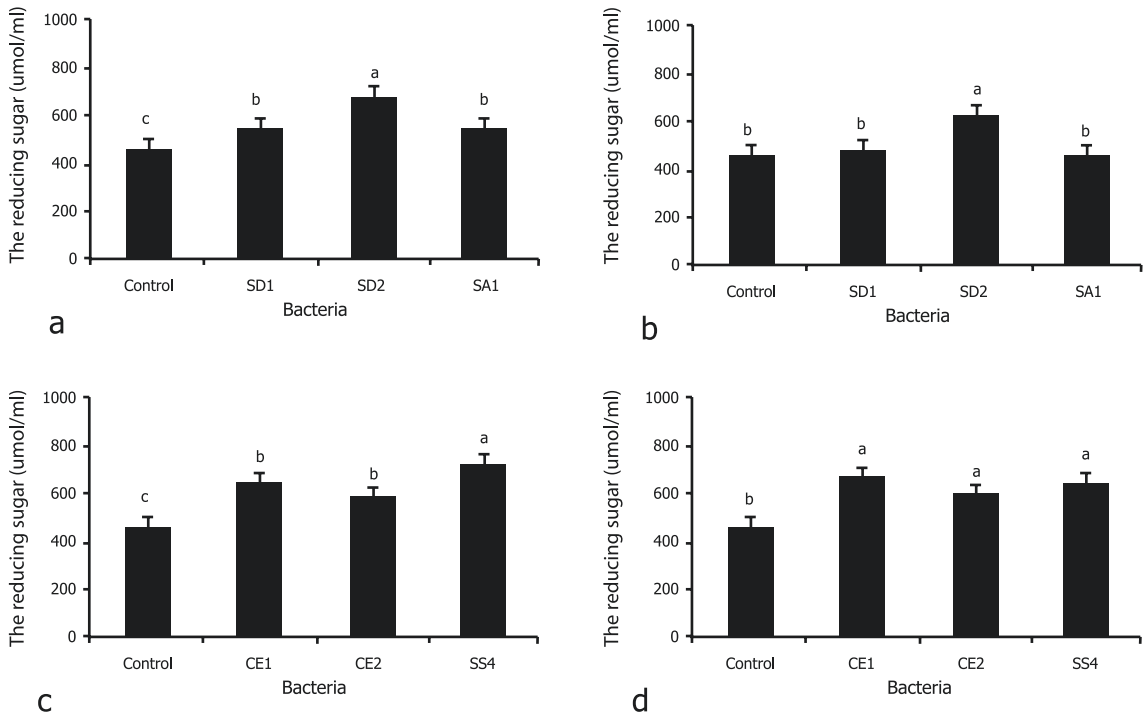 The reducing sugar (umol/ml)
1000
800
600
400
200
0
c
b
a
b
Control SD1 SD2 SA1
Bacteria
a
The reducing sugar (umol/ml)
1000
800
600
400
200
0
b
b
a
b
Control SD1 SD2 SA1
Bacteria
b
The reducing sugar (umol/ml)
1000
800
600
400
200
0
c
b
b
a
Control CE1 CE2 SS4
Bacteria
c
The reducing sugar (umol/ml)
1000
800
600
400
200
0
b
a
a
a
Control CE1 CE2 SS4
Bacteria
d